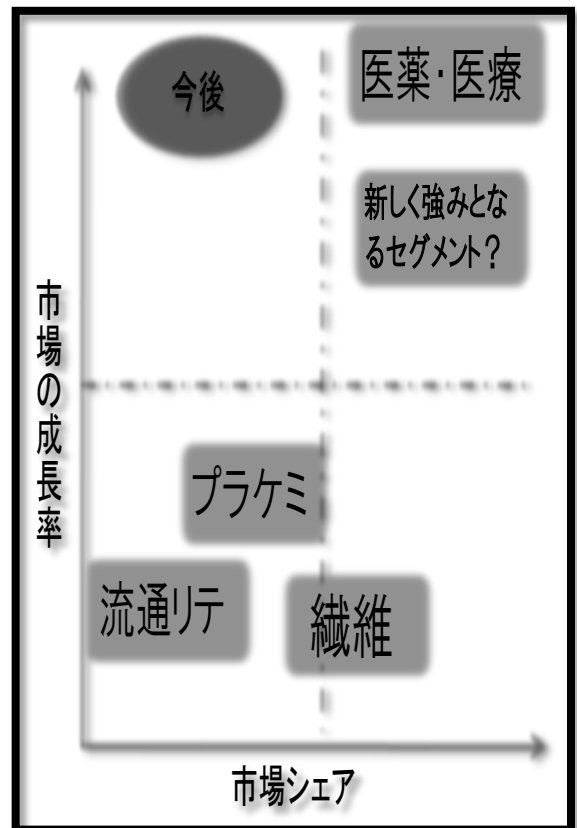 今後
医薬・医療
新しく強みとな
るセグメント？
市場の成長率
プラケミ
流通リテ
繊維
市場シェア